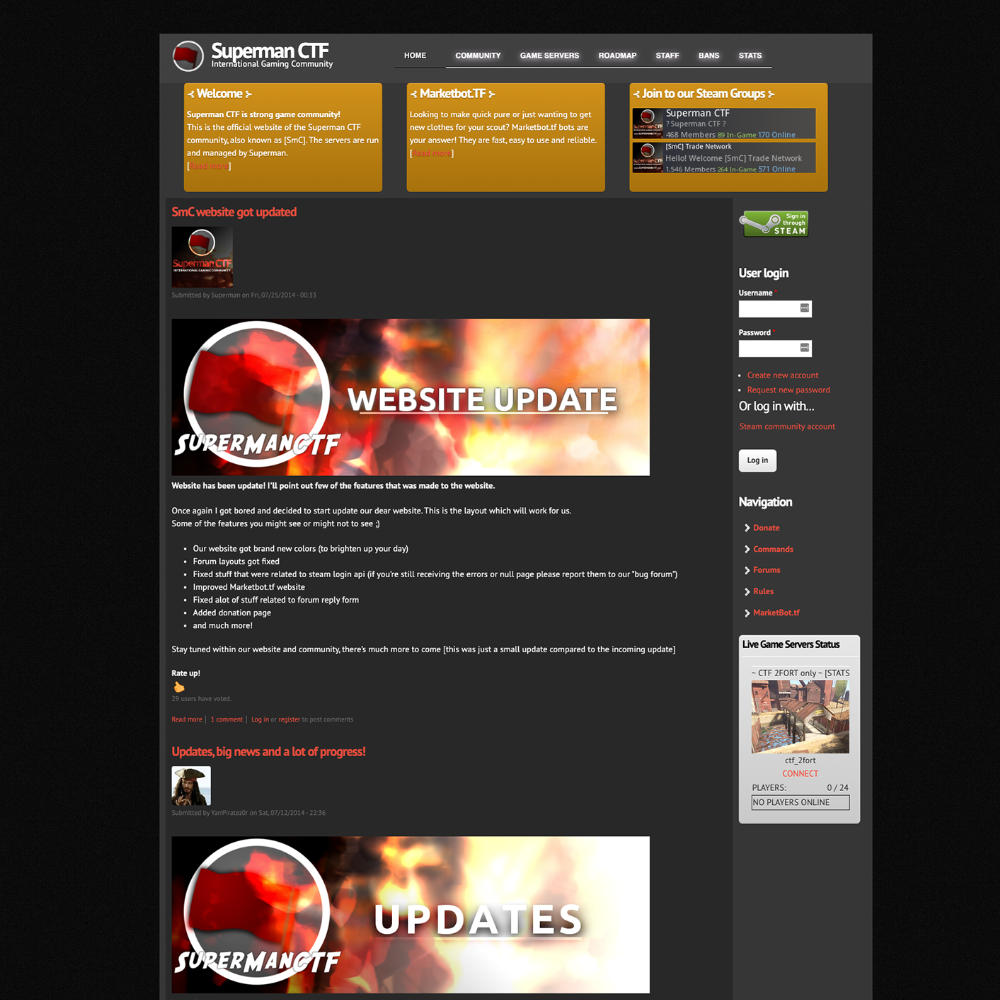 Superman CTF
International Gaming Community
HOME COMMUNITY GAME SERVERS ROADMAP STAFF BANS STATS
-< Welcome >-
Superman CTF is strong game community!
This is the official website of the Superman CTF
community, also known as [SmC]. The servers are run
and managed by Superman.
[Read more]
-< Marketbot.TF >-
Looking to make quick pure or just wanting to get
new clothes for your scout? Marketbot.tf bots are
your answer! They are fast, easy to use and reliable.
[Read more]
-< Join to our Steam Groups >-
Superman CTF
? Superman CTF ?
468 Members 89 In-Game 170 Online
[SmC] Trade Network
Hello! Welcome [SmC] Trade Network
1,546 Members 264 In-Game 571 Online
SmC website got updated
Superman CTF
INTERNATIONAL GAMING COMMUNITY
Submitted by Superman on Fri, 07/25/2014 - 00:33
WEBSITE UPDATE
SUPERMANCTF
Website has been update! I'll point out few of the features that was made to the website.
Once again I got bored and decided to start update our dear website. This is the layout which will work for us.
Some of the features you might see or might not to see ;)
Our website got brand new colors (to brighten up your day)
Forum layouts got fixed
Fixed stuff that were related to steam login api (if you're still receiving the errors or null page please report them to our "bug forum")
Improved Marketbot.tf website
Fixed alot of stuff related to forum reply form
Added donation page
and much more!
Stay tuned within our website and community, there's much more to come [this was just a small update compared to the incoming update]
Rate up!
29 users have voted.
Read more | 1 comment | Log in or register to post comments
Updates, big news and a lot of progress!
Submitted by YanPiratez0r on Sat, 07/12/2014 - 22:36
UPDATES
SUPERMANCTF
Sign in
through
STEAM
User login
Username *
Password *
Create new account
Request new password
Or log in with...
Steam community account
Log in
Navigation
Donate
Commands
Forums
Rules
MarketBot.tf
Live Game Servers Status
~ CTF 2FORT only ~ [STATS
ctf_2fort
CONNECT
PLAYERS: 0 / 24
NO PLAYERS ONLINE